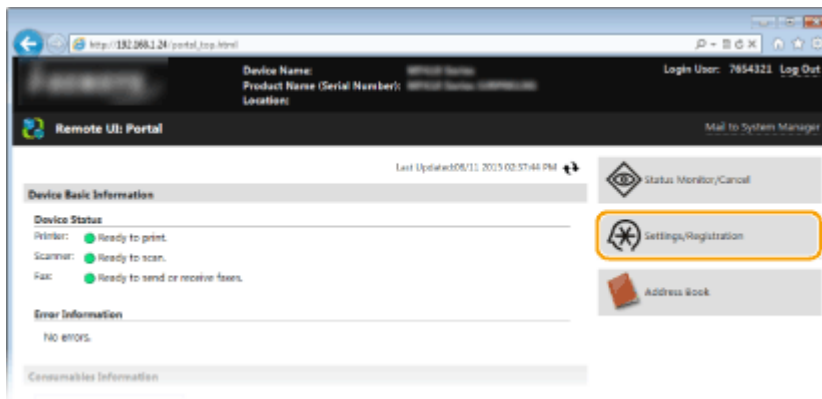 http://192.168.1.24/portal_top.html
Device Name:
Product Name (Serial Number):
Location:
Login User: 7654321 Log Out
Remote UI: Portal
Mail to System Manager
Last Updated:08/11 2015 02:37:44 PM
Device Basic Information
Device Status
Printer: Ready to print.
Scanner: Ready to scan.
Fax: Ready to send or receive faxes.
Error Information
No errors.
Consumables Information
Status Monitor/Cancel
Settings/Registration
Address Book